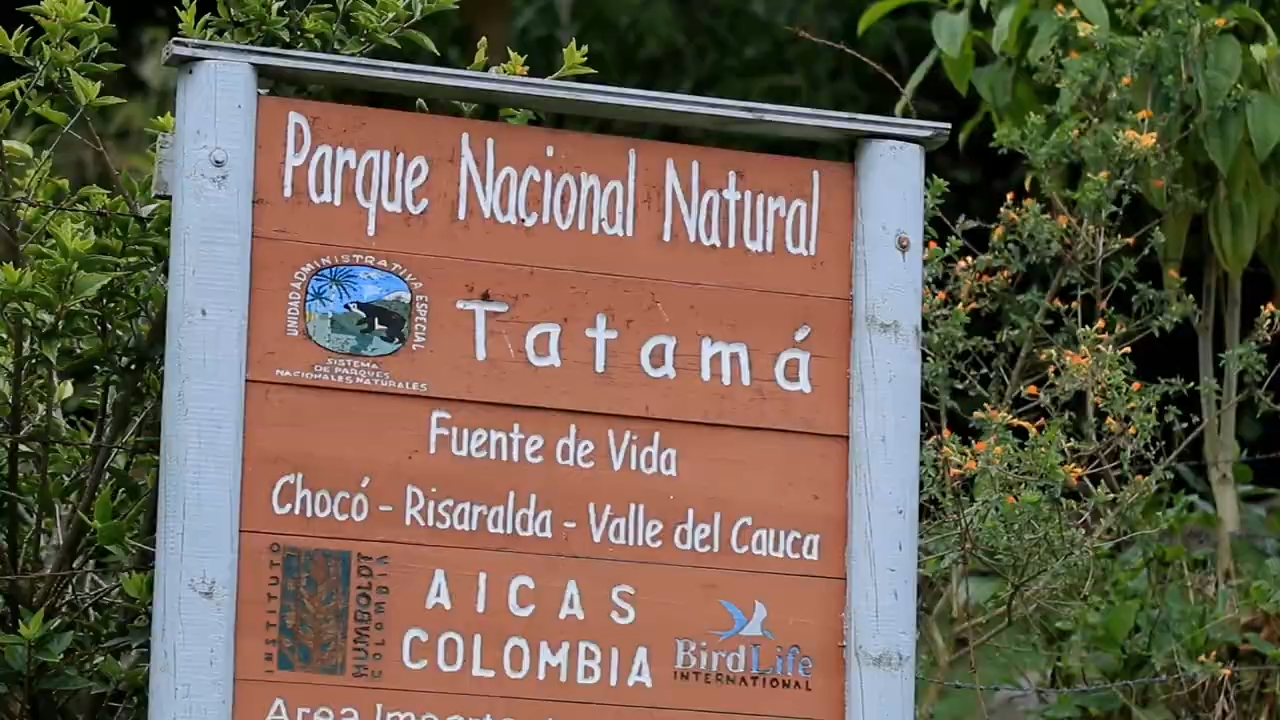 Parque Nacional Natural
UNIDAD ADMINISTRATIVA ESPECIAL
SISTEMA
DE PARQUES
NACIONALES NATURALES
Tatamá
Fuente de Vida
Chocó - Risaralda - Valle del Cauca
INSTITUTO
HUMBOLDT
COLOMBIA
AICAS
COLOMBIA
BirdLife
INTERNATIONAL
Area